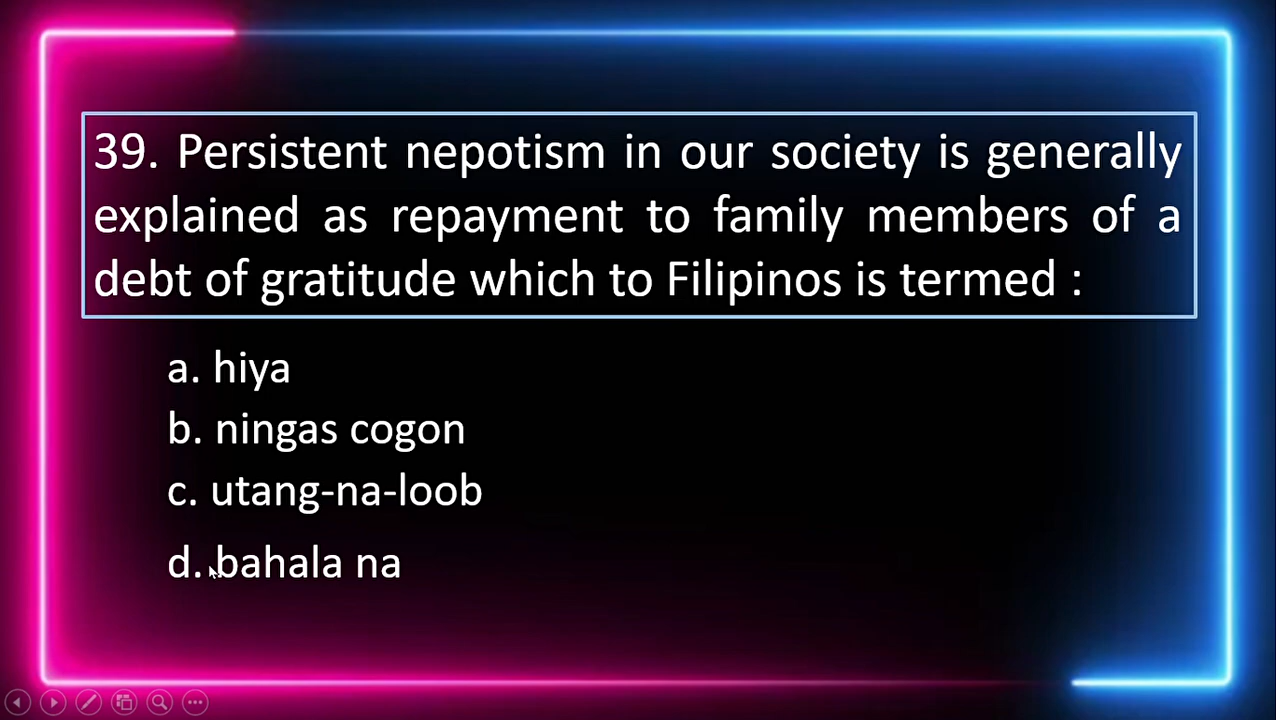 39. Persistent nepotism in our society is generally
explained as repayment to family members of a
debt of gratitude which to Filipinos is termed :
a. hiya
b. ningas cogon
c. utang-na-loob
d. bahala na